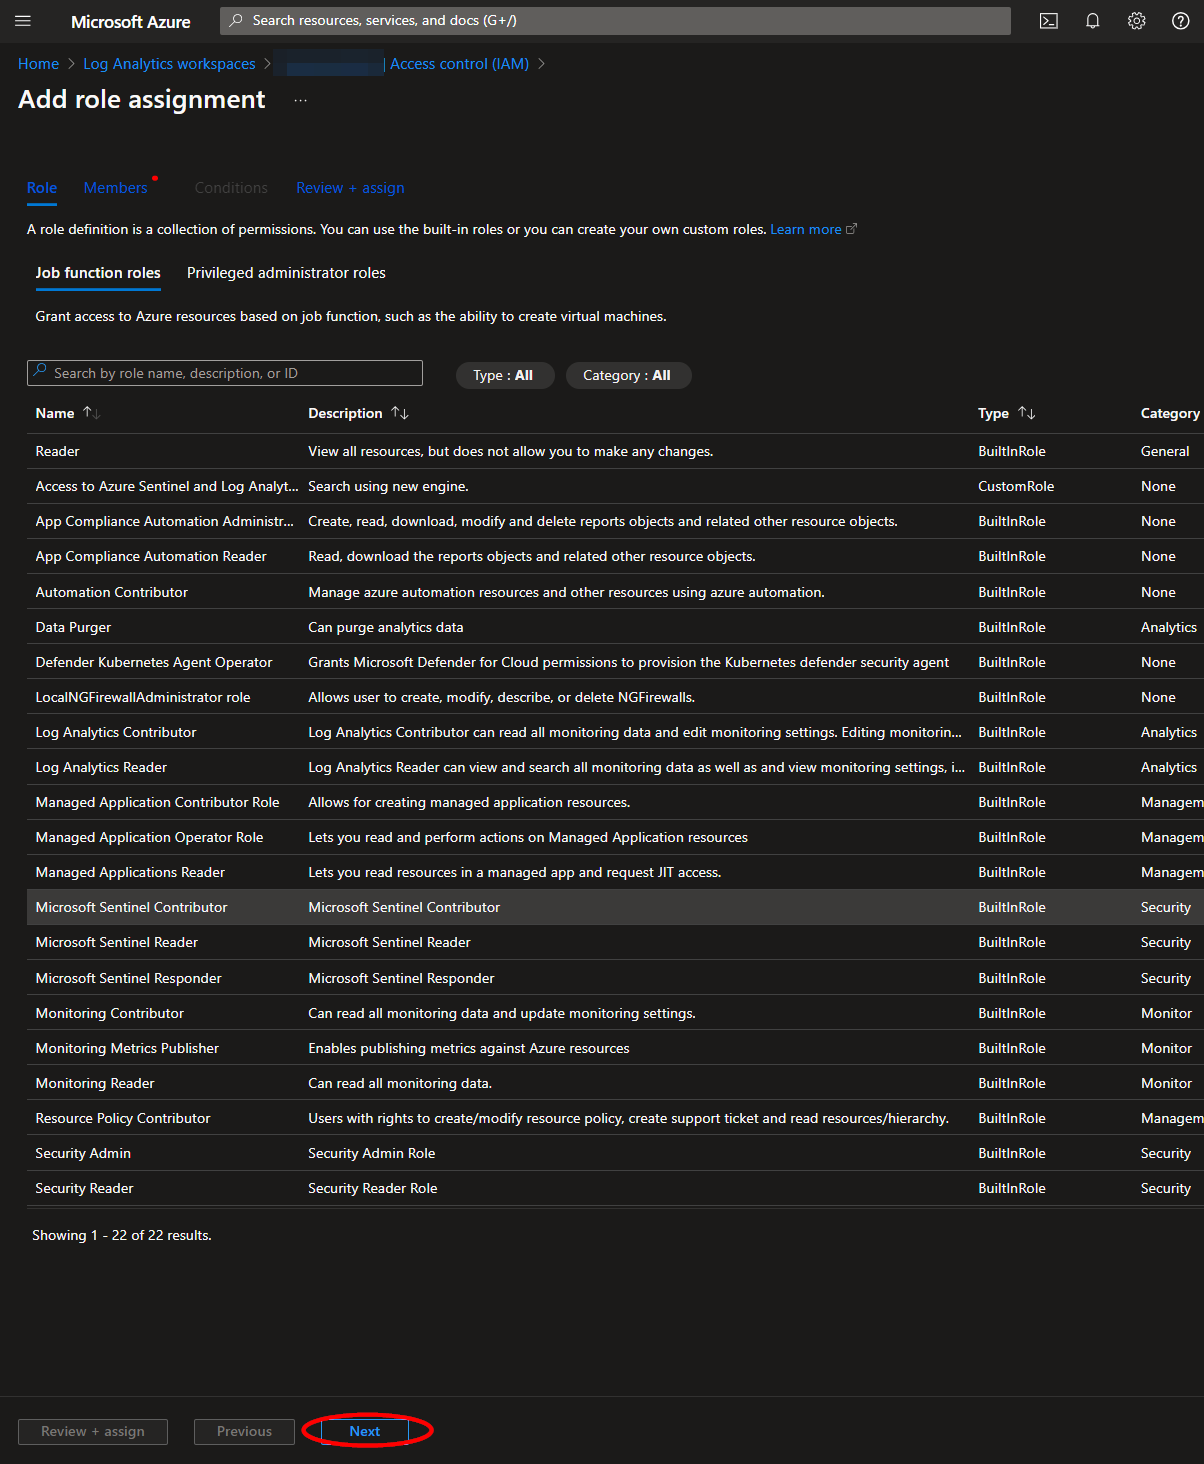 Microsoft Azure
Search resources, services, and docs (G+/)
Home > Log Analytics workspaces > | Access control (IAM) >
Add role assignment ...
Role Members Conditions Review + assign
A role definition is a collection of permissions. You can use the built-in roles or you can create your own custom roles. Learn more
Job function roles Privileged administrator roles
Grant access to Azure resources based on job function, such as the ability to create virtual machines.
Search by role name, description, or ID Type : All Category : All
Name ↑↓ Description ↑↓ Type ↑↓ Category
Reader View all resources, but does not allow you to make any changes. BuiltInRole General
Access to Azure Sentinel and Log Analyt... Search using new engine. CustomRole None
App Compliance Automation Administr... Create, read, download, modify and delete reports objects and related other resource objects. BuiltInRole None
App Compliance Automation Reader Read, download the reports objects and related other resource objects. BuiltInRole None
Automation Contributor Manage azure automation resources and other resources using azure automation. BuiltInRole None
Data Purger Can purge analytics data BuiltInRole Analytics
Defender Kubernetes Agent Operator Grants Microsoft Defender for Cloud permissions to provision the Kubernetes defender security agent BuiltInRole None
LocalNGFirewallAdministrator role Allows user to create, modify, describe, or delete NGFirewalls. BuiltInRole None
Log Analytics Contributor Log Analytics Contributor can read all monitoring data and edit monitoring settings. Editing monitorin... BuiltInRole Analytics
Log Analytics Reader Log Analytics Reader can view and search all monitoring data as well as and view monitoring settings, i... BuiltInRole Analytics
Managed Application Contributor Role Allows for creating managed application resources. BuiltInRole Managem
Managed Application Operator Role Lets you read and perform actions on Managed Application resources BuiltInRole Managem
Managed Applications Reader Lets you read resources in a managed app and request JIT access. BuiltInRole Managem
Microsoft Sentinel Contributor Microsoft Sentinel Contributor BuiltInRole Security
Microsoft Sentinel Reader Microsoft Sentinel Reader BuiltInRole Security
Microsoft Sentinel Responder Microsoft Sentinel Responder BuiltInRole Security
Monitoring Contributor Can read all monitoring data and update monitoring settings. BuiltInRole Monitor
Monitoring Metrics Publisher Enables publishing metrics against Azure resources BuiltInRole Monitor
Monitoring Reader Can read all monitoring data. BuiltInRole Monitor
Resource Policy Contributor Users with rights to create/modify resource policy, create support ticket and read resources/hierarchy. BuiltInRole Managem
Security Admin Security Admin Role BuiltInRole Security
Security Reader Security Reader Role BuiltInRole Security
Showing 1 - 22 of 22 results.
Review + assign Previous Next